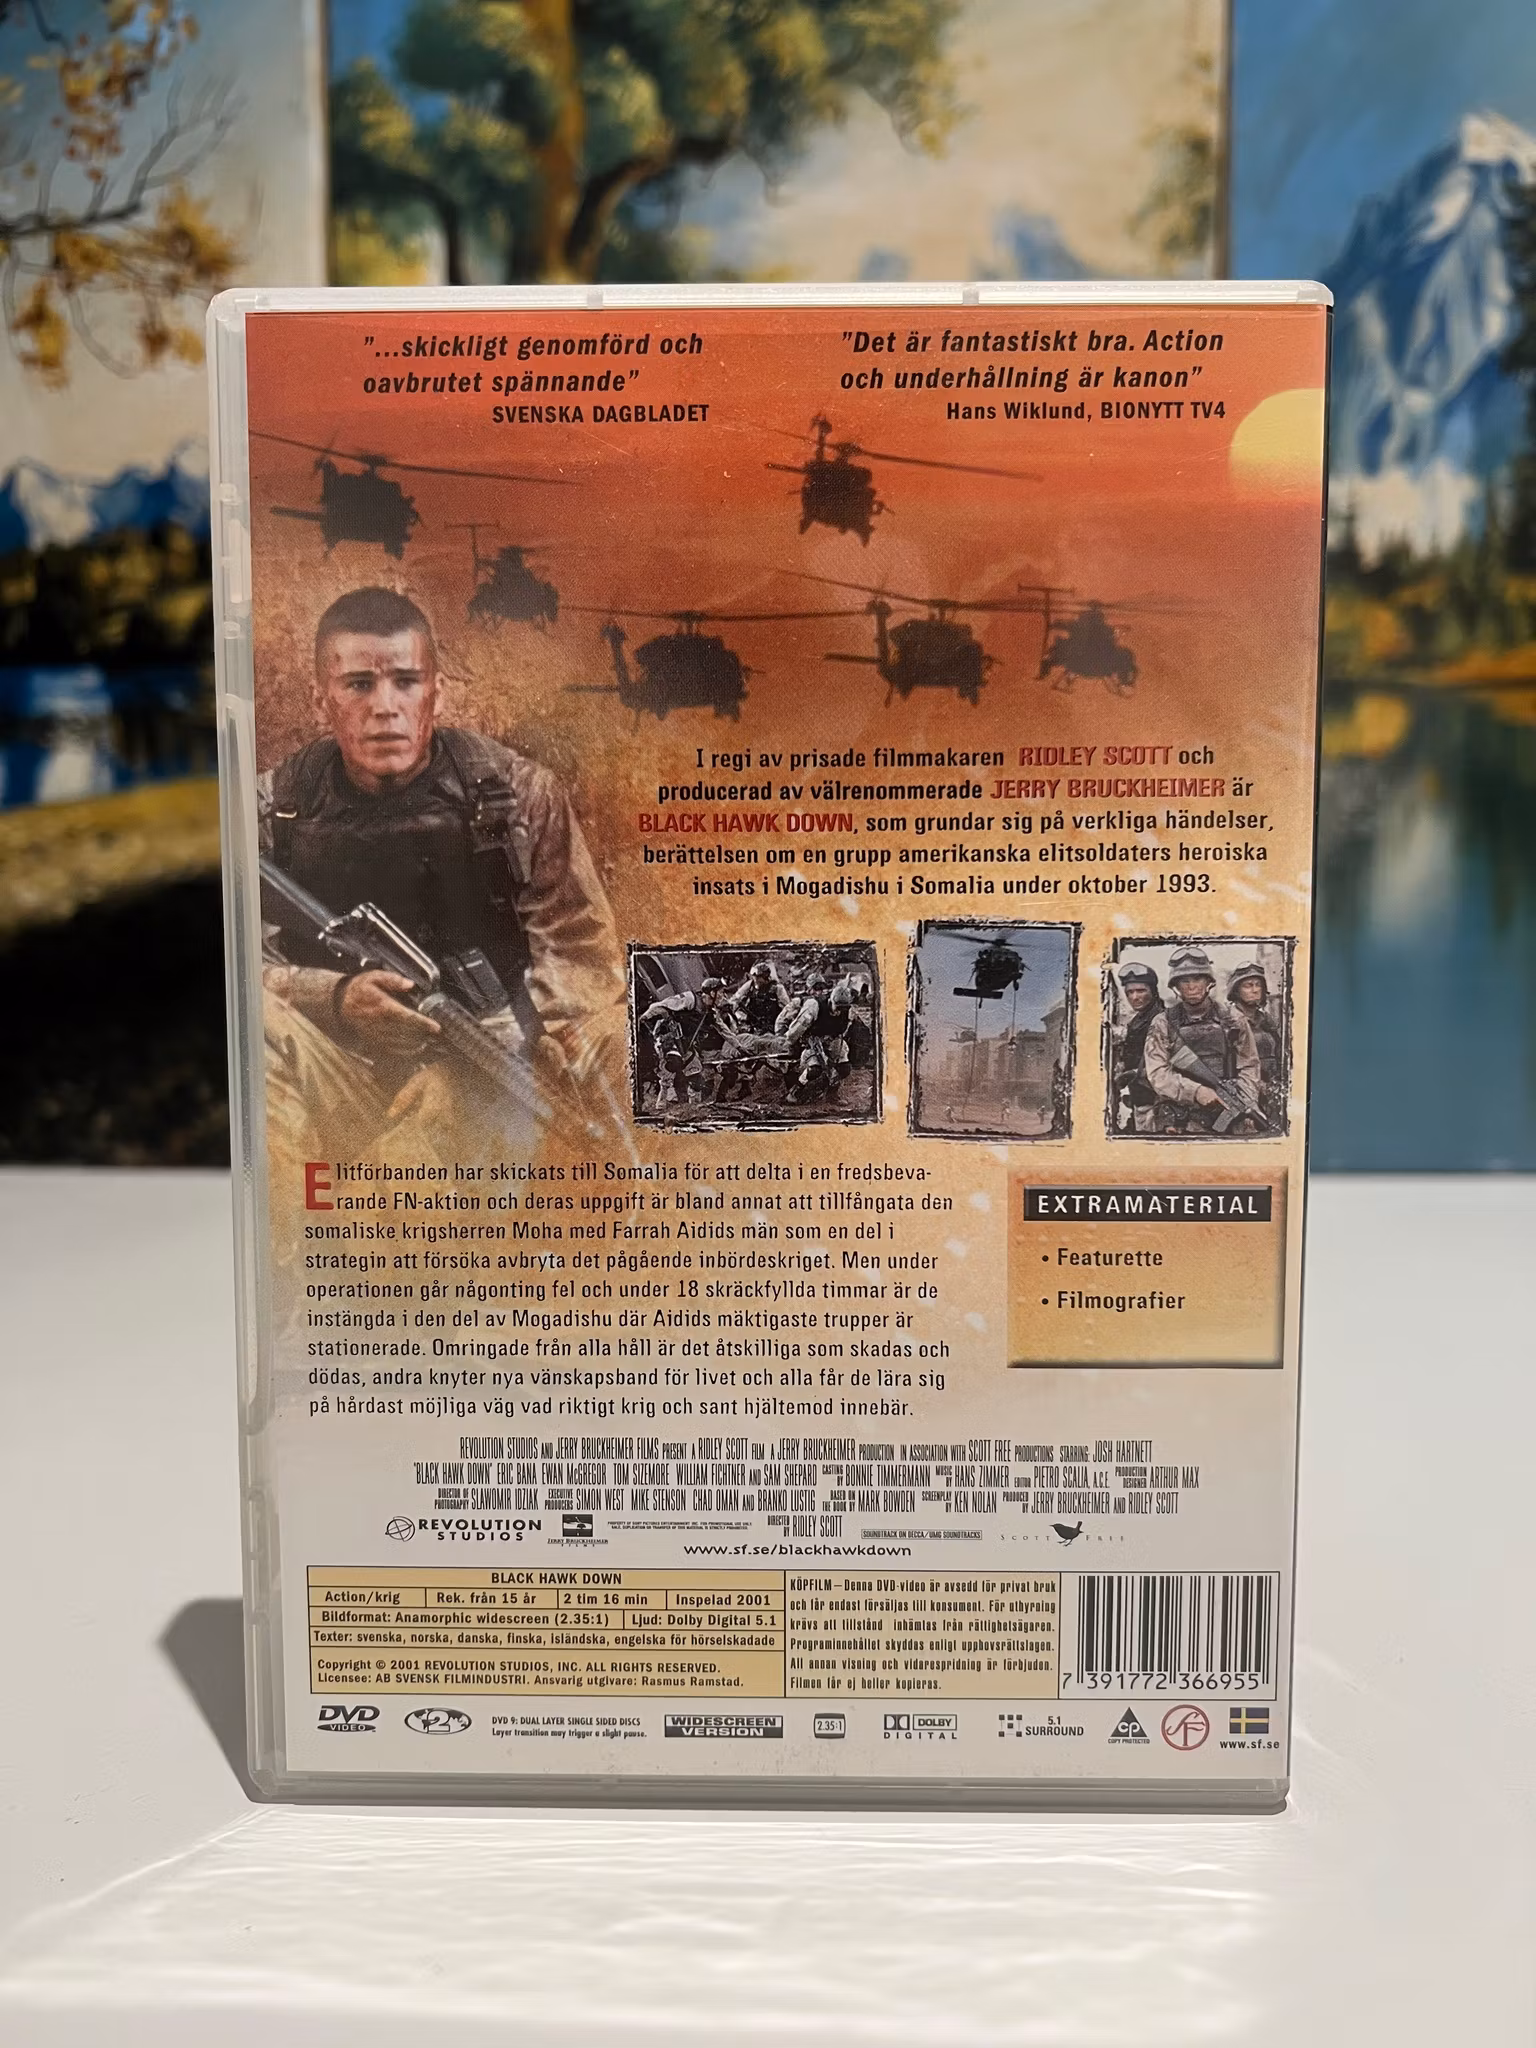 "...skickligt genomförd och
oavbrutet spännande"
SVENSKA DAGBLADET
"Det är fantastiskt bra. Action
och underhållning är kanon"
Hans Wiklund, BIONYTT TV4
I regi av prisade filmmakaren RIDLEY SCOTT och
producerad av välrenommerade JERRY BRUCKHEIMER är
BLACK HAWK DOWN, som grundar sig på verkliga händelser,
berättelsen om en grupp amerikanska elitsoldaters heroiska
insats i Mogadishu i Somalia under oktober 1993.
Elitförbanden har skickats till Somalia för att delta i en fredsbeva-
rande FN-aktion och deras uppgift är bland annat att tillfångata den
somaliske krigsherren Moha med Farrah Aidids män som en del i
strategin att försöka avbryta det pågående inbördeskriget. Men under
operationen går någonting fel och under 18 skräckfyllda timmar är de
instängda i den del av Mogadishu där Aidids mäktigaste trupper är
stationerade. Omringade från alla håll är det åtskilliga som skadas och
dödas, andra knyter nya vänskapsband för livet och alla får de lära sig
på hårdast möjliga väg vad riktigt krig och sant hjältemod innebär.
EXTRAMATERIAL
• Featurette
• Filmografier
REVOLUTION STUDIOS AND JERRY BRUCKHEIMER FILMS PRESENT A RIDLEY SCOTT FILM A JERRY BRUCKHEIMER PRODUCTION IN ASSOCIATION WITH SCOTT FREE PRODUCTIONS STARRING: JOSH HARTNETT
"BLACK HAWK DOWN" ERIC BANA EWAN McGREGOR TOM SIZEMORE WILLIAM FICHTNER AND SAM SHEPARD CASTING BY BONNIE TIMMERMANN MUSIC BY HANS ZIMMER EDITOR PIETRO SCALIA, A.C.E. PRODUCTION DESIGNER ARTHUR MAX
DIRECTOR OF PHOTOGRAPHY SLAWOMIR IDZIAK EXECUTIVE PRODUCERS SIMON WEST MIKE STENSON CHAD OMAN AND BRANKO LUSTIG BASED ON THE BOOK BY MARK BOWDEN SCREENPLAY BY KEN NOLAN PRODUCED BY JERRY BRUCKHEIMER AND RIDLEY SCOTT
REVOLUTION STUDIOS
JERRY BRUCKHEIMER FILMS
DIRECTED BY RIDLEY SCOTT
SOUNDTRACK ON DECCA/UMG SOUNDTRACKS
SCOTT FREE
www.sf.se/blackhawkdown
BLACK HAWK DOWN
Action/krig Rek. från 15 år 2 tim 16 min Inspelad 2001
Bildformat: Anamorphic widescreen (2.35:1) Ljud: Dolby Digital 5.1
Texter: svenska, norska, danska, finska, isländska, engelska för hörselskadade
Copyright © 2001 REVOLUTION STUDIOS, INC. ALL RIGHTS RESERVED.
Licensee: AB SVENSK FILMINDUSTRI. Ansvarig utgivare: Rasmus Ramstad.
KÖPFILM – Denna DVD-video är avsedd för privat bruk
och får endast försäljas till konsument. För uthyrning
krävs att tillstånd inhämtas från rättighetsägaren.
Programinnehållet skyddas enligt upphovsrättslagen.
All annan visning och vidarespridning är förbjuden.
Filmen får ej heller kopieras.
7 391772 366955
DVD VIDEO
2
DVD 9: DUAL LAYER SINGLE SIDED DISCS
Layer transition may trigger a slight pause.
WIDESCREEN VERSION
2.35:1
DOLBY DIGITAL
5.1 SURROUND
CP
COPY PROTECTED
SF
www.sf.se